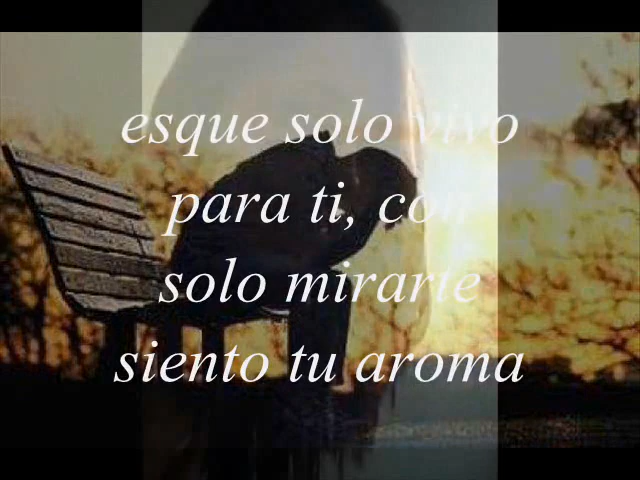 esque solo vivo
para ti, con
solo mirarte
siento tu aroma